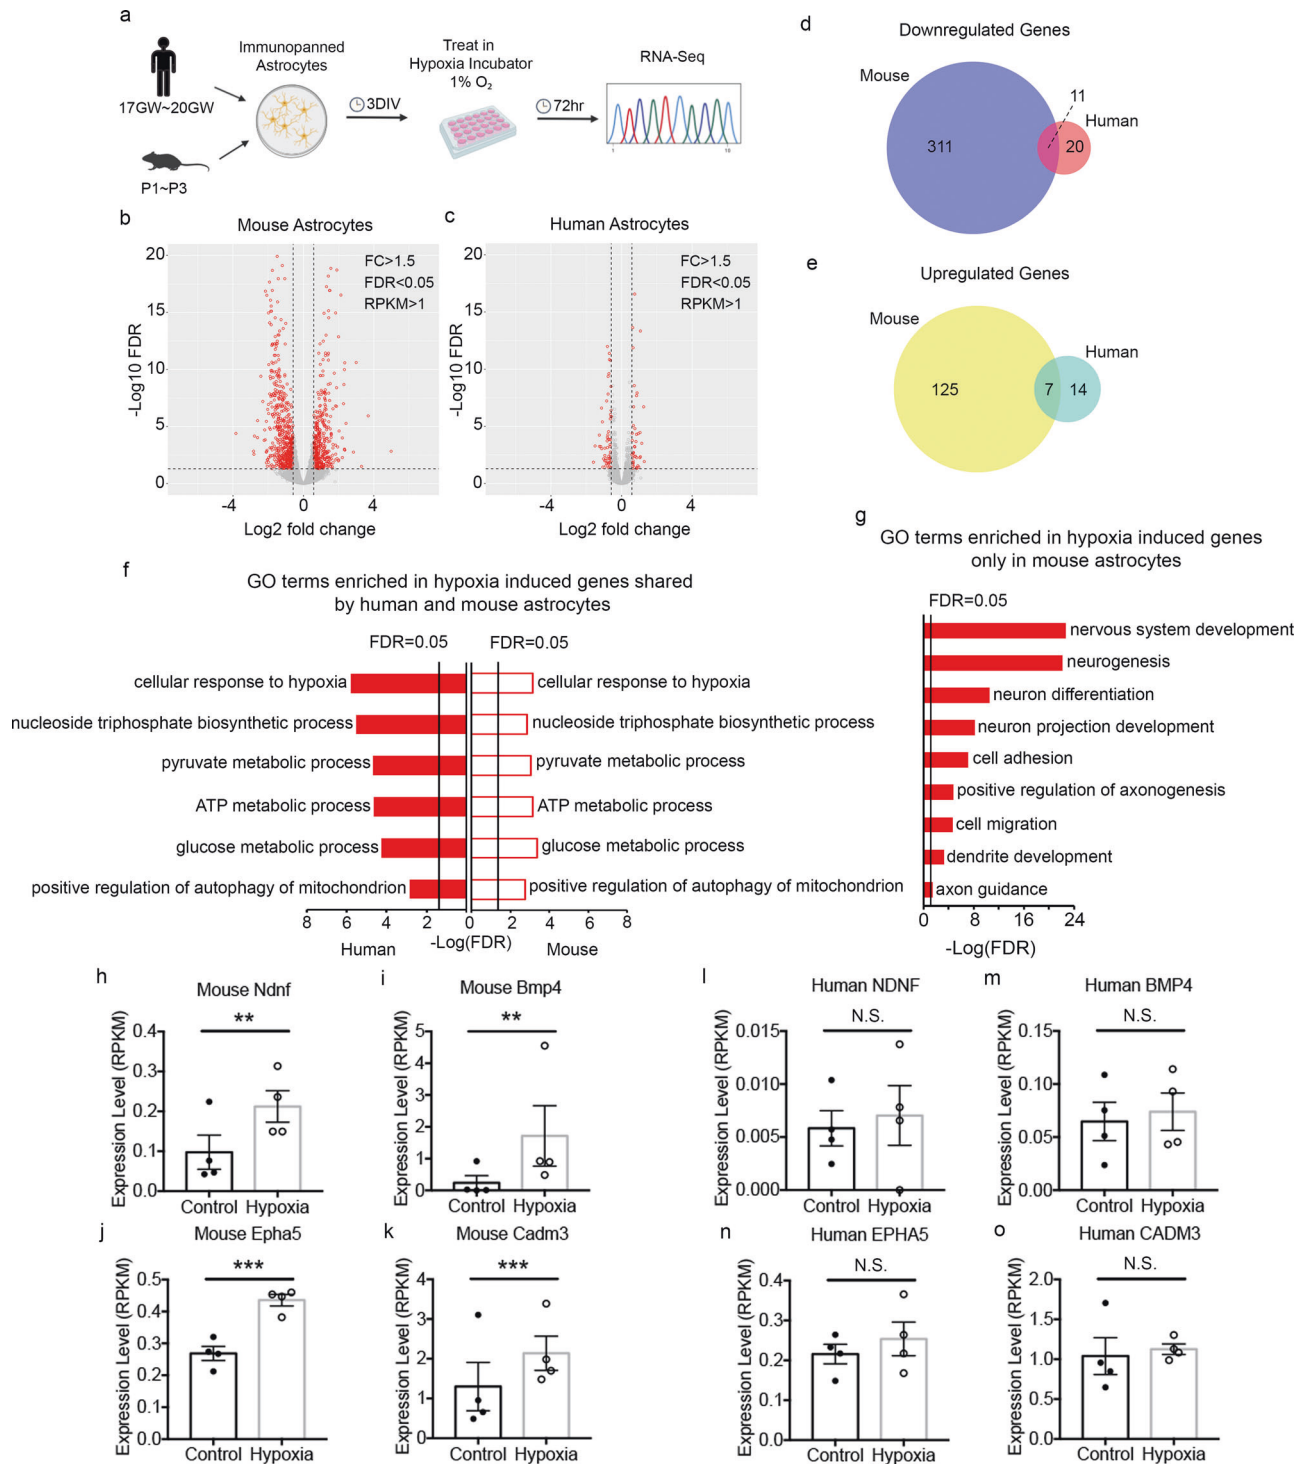 a
17GW~20GW
P1~P3
Immunopanned
Astrocytes
3DIV
Treat in
Hypoxia Incubator
1% O₂
72hr
RNA-Seq
1
18
b
Mouse Astrocytes
FC>1.5
FDR<0.05
RPKM>1
20
15
10
5
0
-Log10 FDR
-4
0
4
Log2 fold change
c
Human Astrocytes
FC>1.5
FDR<0.05
RPKM>1
20
15
10
5
0
-4
0
4
Log2 fold change
d
Downregulated Genes
Mouse
11
Human
311
20
e
Upregulated Genes
Mouse
Human
125
7
14
f
GO terms enriched in hypoxia induced genes shared
by human and mouse astrocytes
FDR=0.05
FDR=0.05
cellular response to hypoxia
cellular response to hypoxia
nucleoside triphosphate biosynthetic process
nucleoside triphosphate biosynthetic process
pyruvate metabolic process
pyruvate metabolic process
ATP metabolic process
ATP metabolic process
glucose metabolic process
glucose metabolic process
positive regulation of autophagy of mitochondrion
positive regulation of autophagy of mitochondrion
8 6 4 2 0 2 4 6 8
Human
-Log(FDR)
Mouse
g
GO terms enriched in hypoxia induced genes
only in mouse astrocytes
FDR=0.05
nervous system development
neurogenesis
neuron differentiation
neuron projection development
cell adhesion
positive regulation of axonogenesis
cell migration
dendrite development
axon guidance
0 8 16 24
-Log(FDR)
h
Mouse Ndnf
**
Expression Level (RPKM)
0.4
0.3
0.2
0.1
0.0
Control Hypoxia
i
Mouse Bmp4
**
Expression Level (RPKM)
5
4
3
2
1
0
Control Hypoxia
l
Human NDNF
N.S.
Expression Level (RPKM)
0.015
0.010
0.005
0.000
Control Hypoxia
m
Human BMP4
N.S.
Expression Level (RPKM)
0.15
0.10
0.05
0.00
Control Hypoxia
j
Mouse Epha5
***
Expression Level (RPKM)
0.5
0.4
0.3
0.2
0.1
0.0
Control Hypoxia
k
Mouse Cadm3
***
Expression Level (RPKM)
4
3
2
1
0
Control Hypoxia
n
Human EPHA5
N.S.
Expression Level (RPKM)
0.4
0.3
0.2
0.1
0.0
Control Hypoxia
o
Human CADM3
N.S.
Expression Level (RPKM)
2.0
1.5
1.0
0.5
0.0
Control Hypoxia